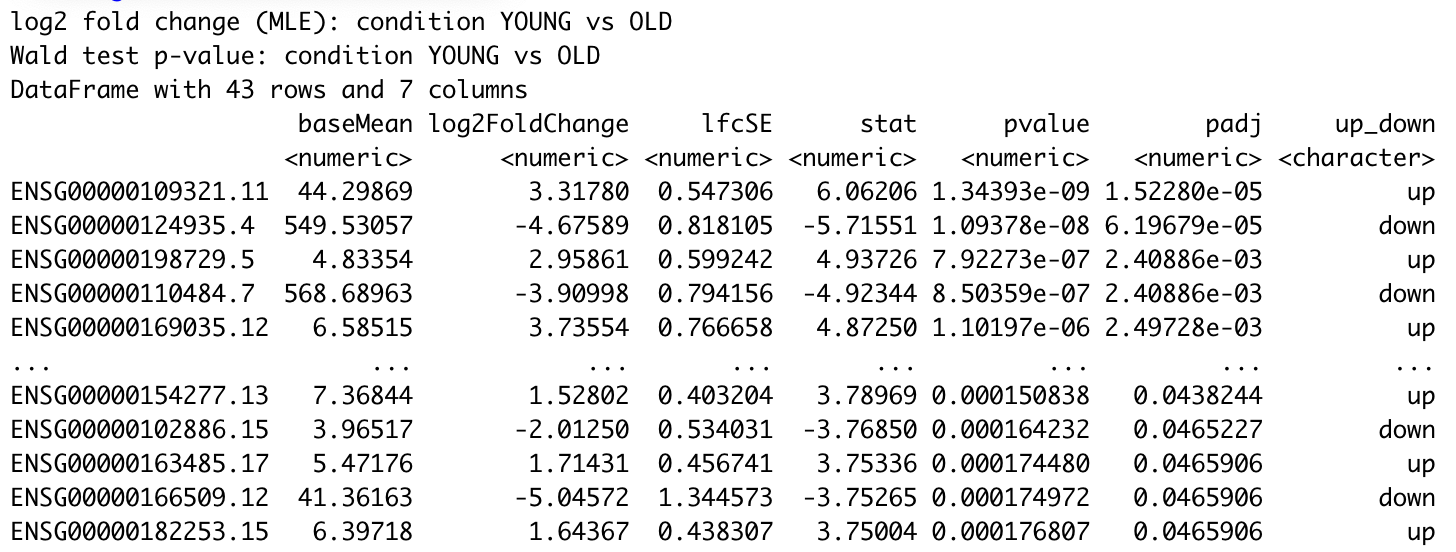 log2 fold change (MLE): condition YOUNG vs OLD
Wald test p-value: condition YOUNG vs OLD
DataFrame with 43 rows and 7 columns
baseMean log2FoldChange lfcSE stat pvalue padj up_down
<numeric> <numeric> <numeric> <numeric> <numeric> <numeric> <character>
ENSG00000109321.11 44.29869 3.31780 0.547306 6.06206 1.34393e-09 1.52280e-05 up
ENSG00000124935.4 549.53057 -4.67589 0.818105 -5.71551 1.09378e-08 6.19679e-05 down
ENSG00000198729.5 4.83354 2.95861 0.599242 4.93726 7.92273e-07 2.40886e-03 up
ENSG00000110484.7 568.68963 -3.90998 0.794156 -4.92344 8.50359e-07 2.40886e-03 down
ENSG00000169035.12 6.58515 3.73554 0.766658 4.87250 1.10197e-06 2.49728e-03 up
... ... ... ... ... ... ... ...
ENSG00000154277.13 7.36844 1.52802 0.403204 3.78969 0.000150838 0.0438244 up
ENSG00000102886.15 3.96517 -2.01250 0.534031 -3.76850 0.000164232 0.0465227 down
ENSG00000163485.17 5.47176 1.71431 0.456741 3.75336 0.000174480 0.0465906 up
ENSG00000166509.12 41.36163 -5.04572 1.344573 -3.75265 0.000174972 0.0465906 down
ENSG00000182253.15 6.39718 1.64367 0.438307 3.75004 0.000176807 0.0465906 up